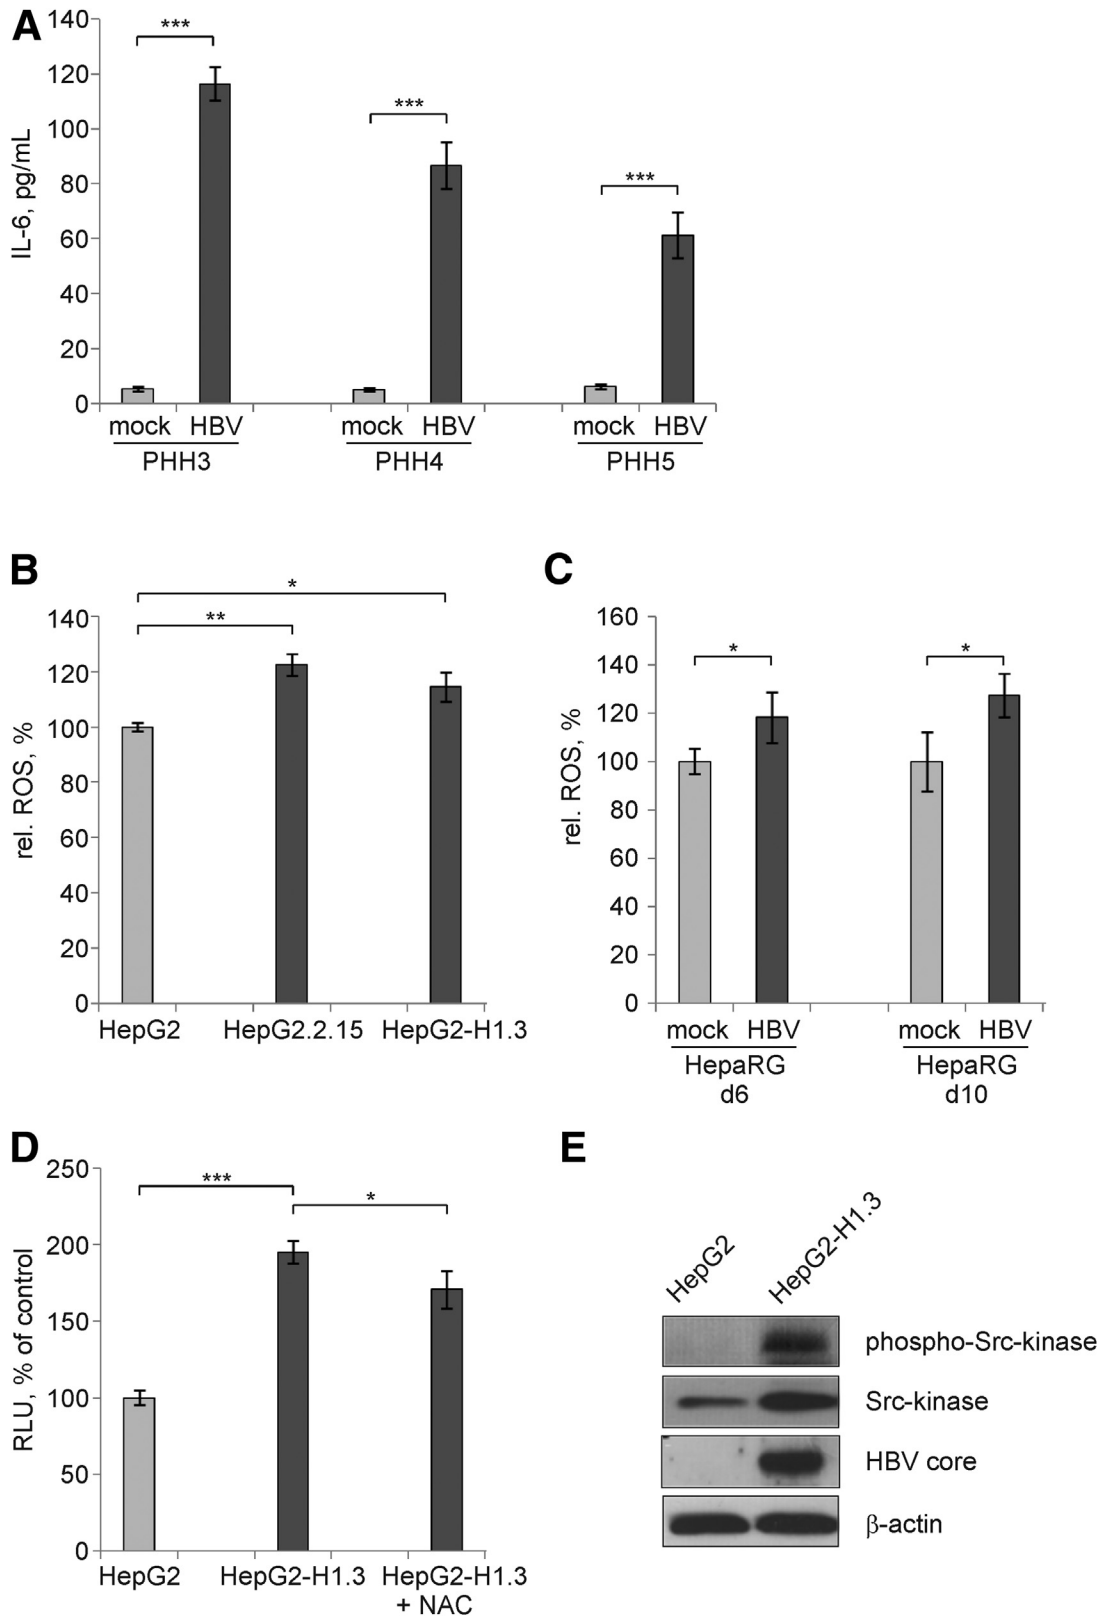 A
IL-6, pg/mL
140
120
100
80
60
40
20
0
***
***
***
mock HBV mock HBV mock HBV
PHH3 PHH4 PHH5
B
rel. ROS, %
140
120
100
80
60
40
20
0
*
**
HepG2 HepG2.2.15 HepG2-H1.3
C
rel. ROS, %
160
140
120
100
80
60
40
20
0
* *
mock HBV mock HBV
HepaRG HepaRG
d6 d10
D
RLU, % of control
250
200
150
100
50
0
***
*
HepG2 HepG2-H1.3 HepG2-H1.3
+ NAC
E
HepG2 HepG2-H1.3
phospho-Src-kinase
Src-kinase
HBV core
β-actin